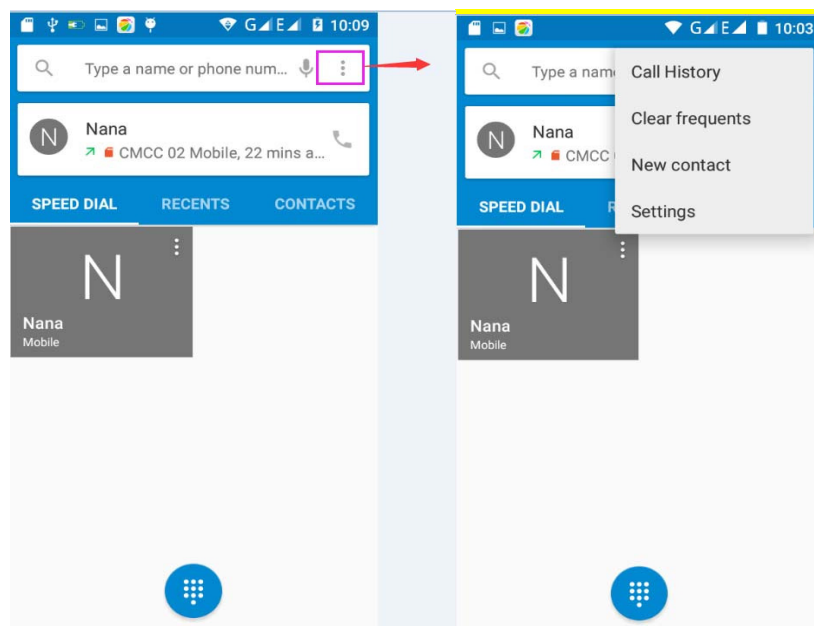 G E 10:09
Type a name or phone num...
N
Nana
CMCC 02 Mobile, 22 mins a...
SPEED DIAL RECENTS CONTACTS
N
Nana
Mobile
G E 10:03
Type a nam
Call History
Clear frequents
New contact
Settings
N
Nana
CMCC
SPEED DIAL R
N
Nana
Mobile